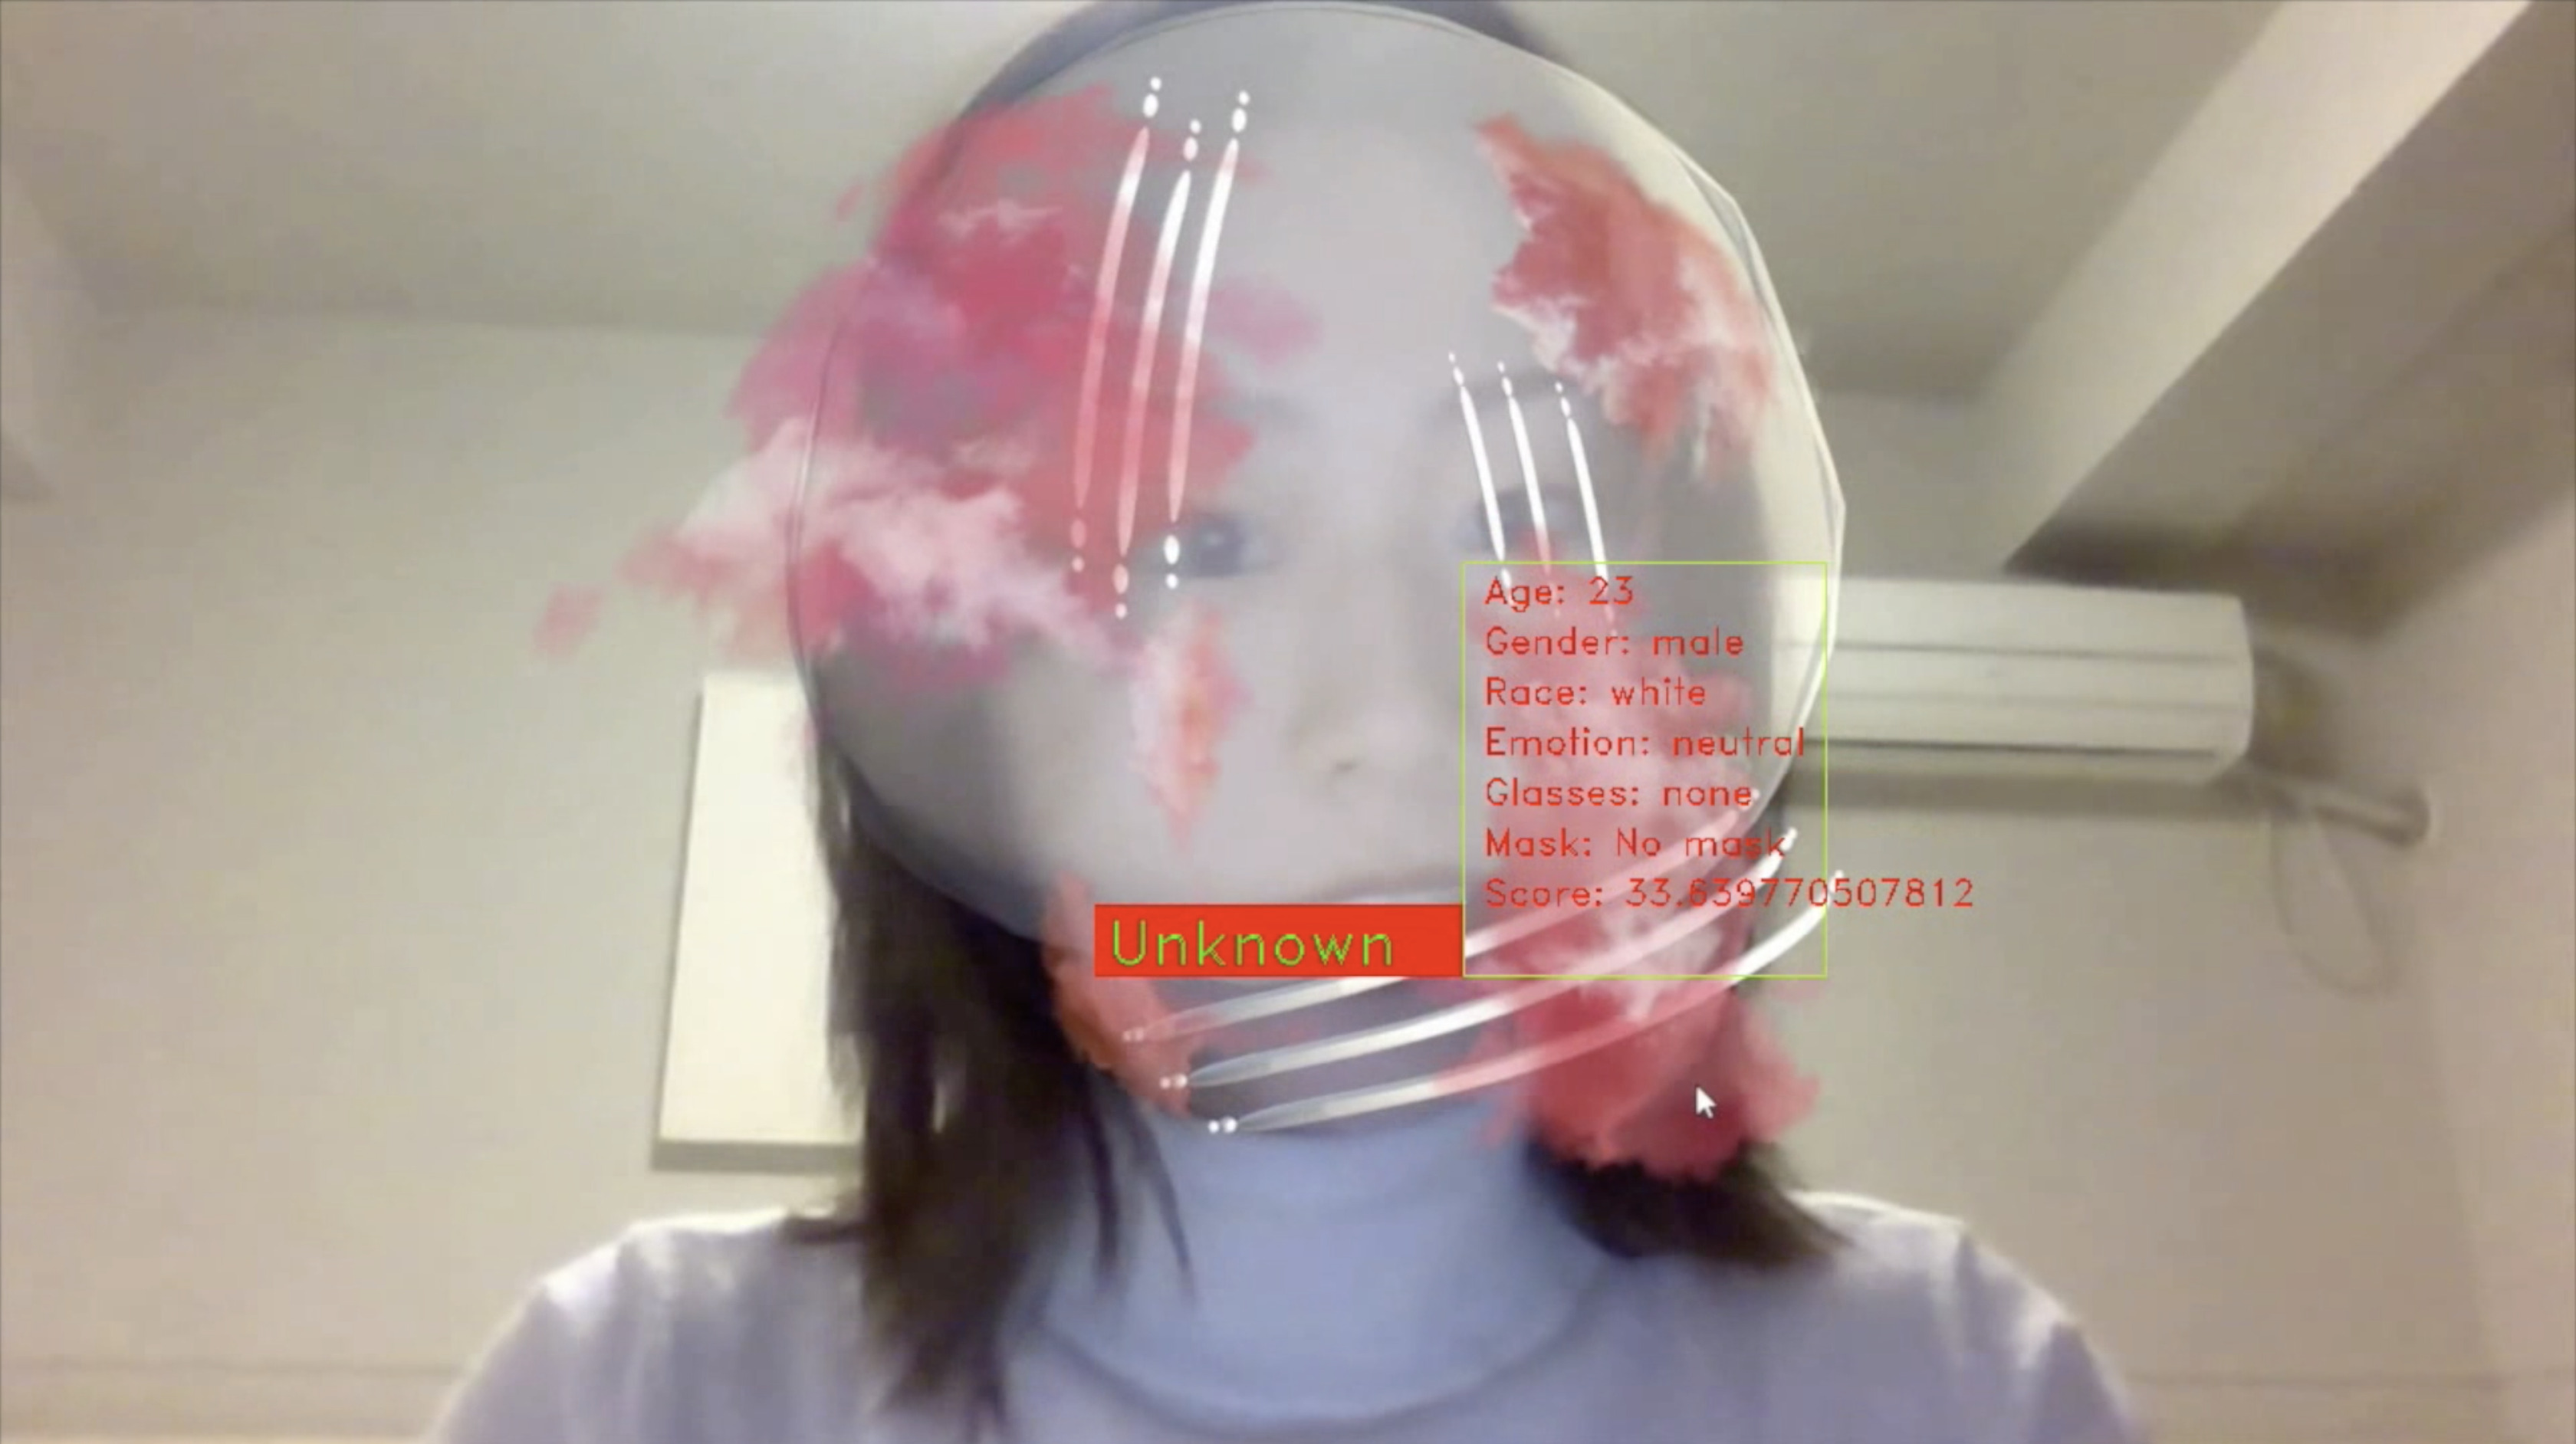 Age: 23
Gender: male
Race: white
Emotion: neutral
Glasses: none
Mask: No mask
Score: 33.639770507812
Unknown